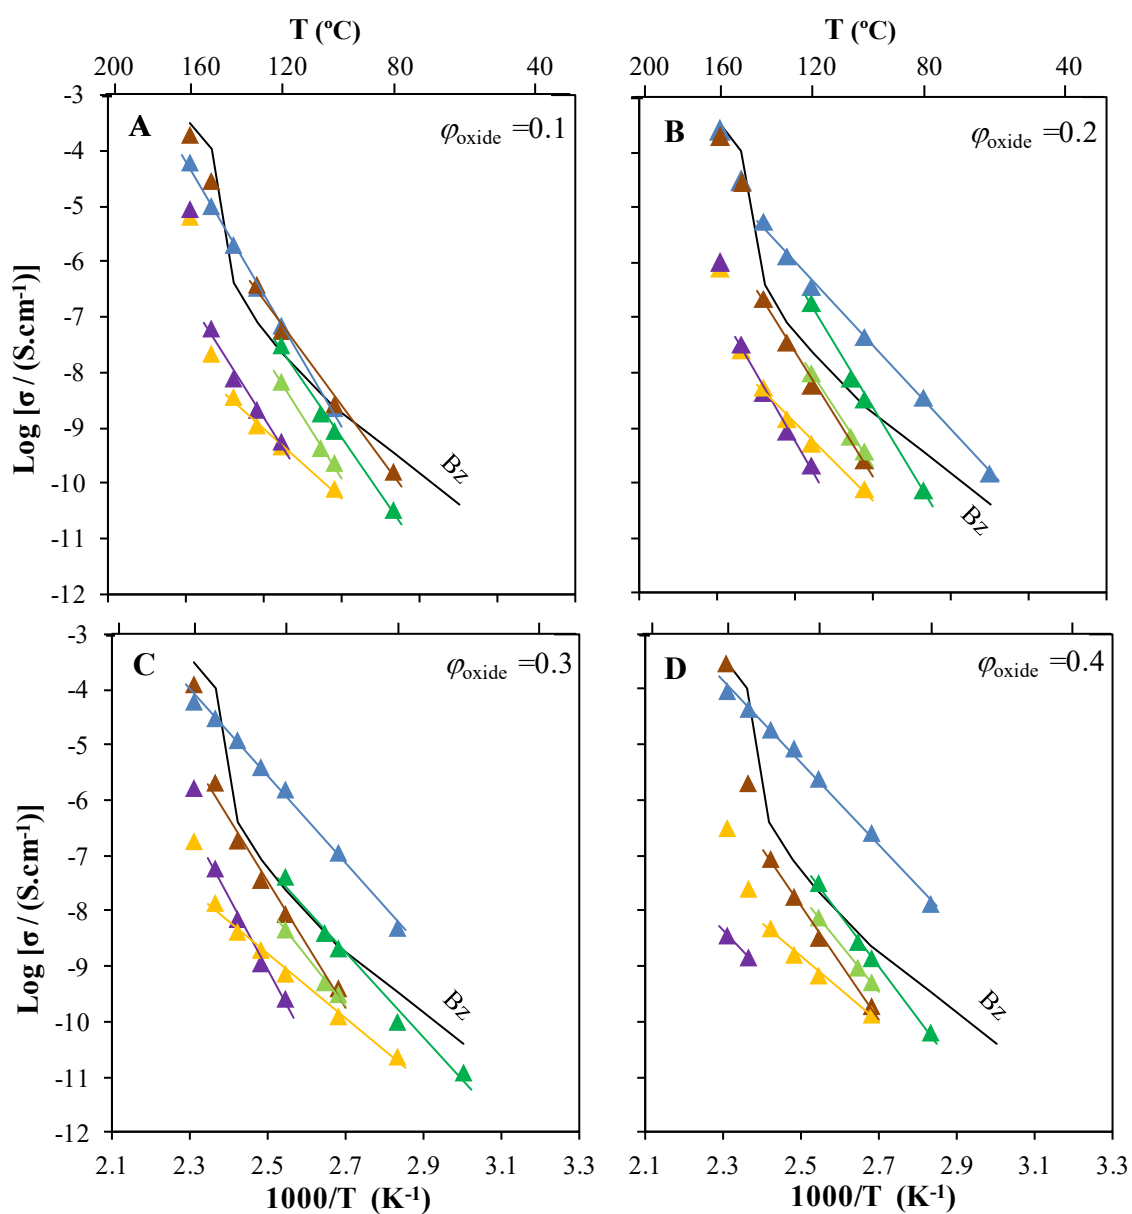 T (ºC)
T (ºC)
200 160 120 80 40
200 160 120 80 40
-3
-4
-5
-6
-7
-8
-9
-10
-11
-12
Log [σ / (S.cm⁻¹)]
A
φoxide =0.1
Bz
B
φoxide =0.2
Bz
-3
-4
-5
-6
-7
-8
-9
-10
-11
-12
Log [σ / (S.cm⁻¹)]
C
φoxide =0.3
Bz
D
φoxide =0.4
Bz
2.1 2.3 2.5 2.7 2.9 3.1 3.3
2.1 2.3 2.5 2.7 2.9 3.1 3.3
1000/T (K⁻¹)
1000/T (K⁻¹)